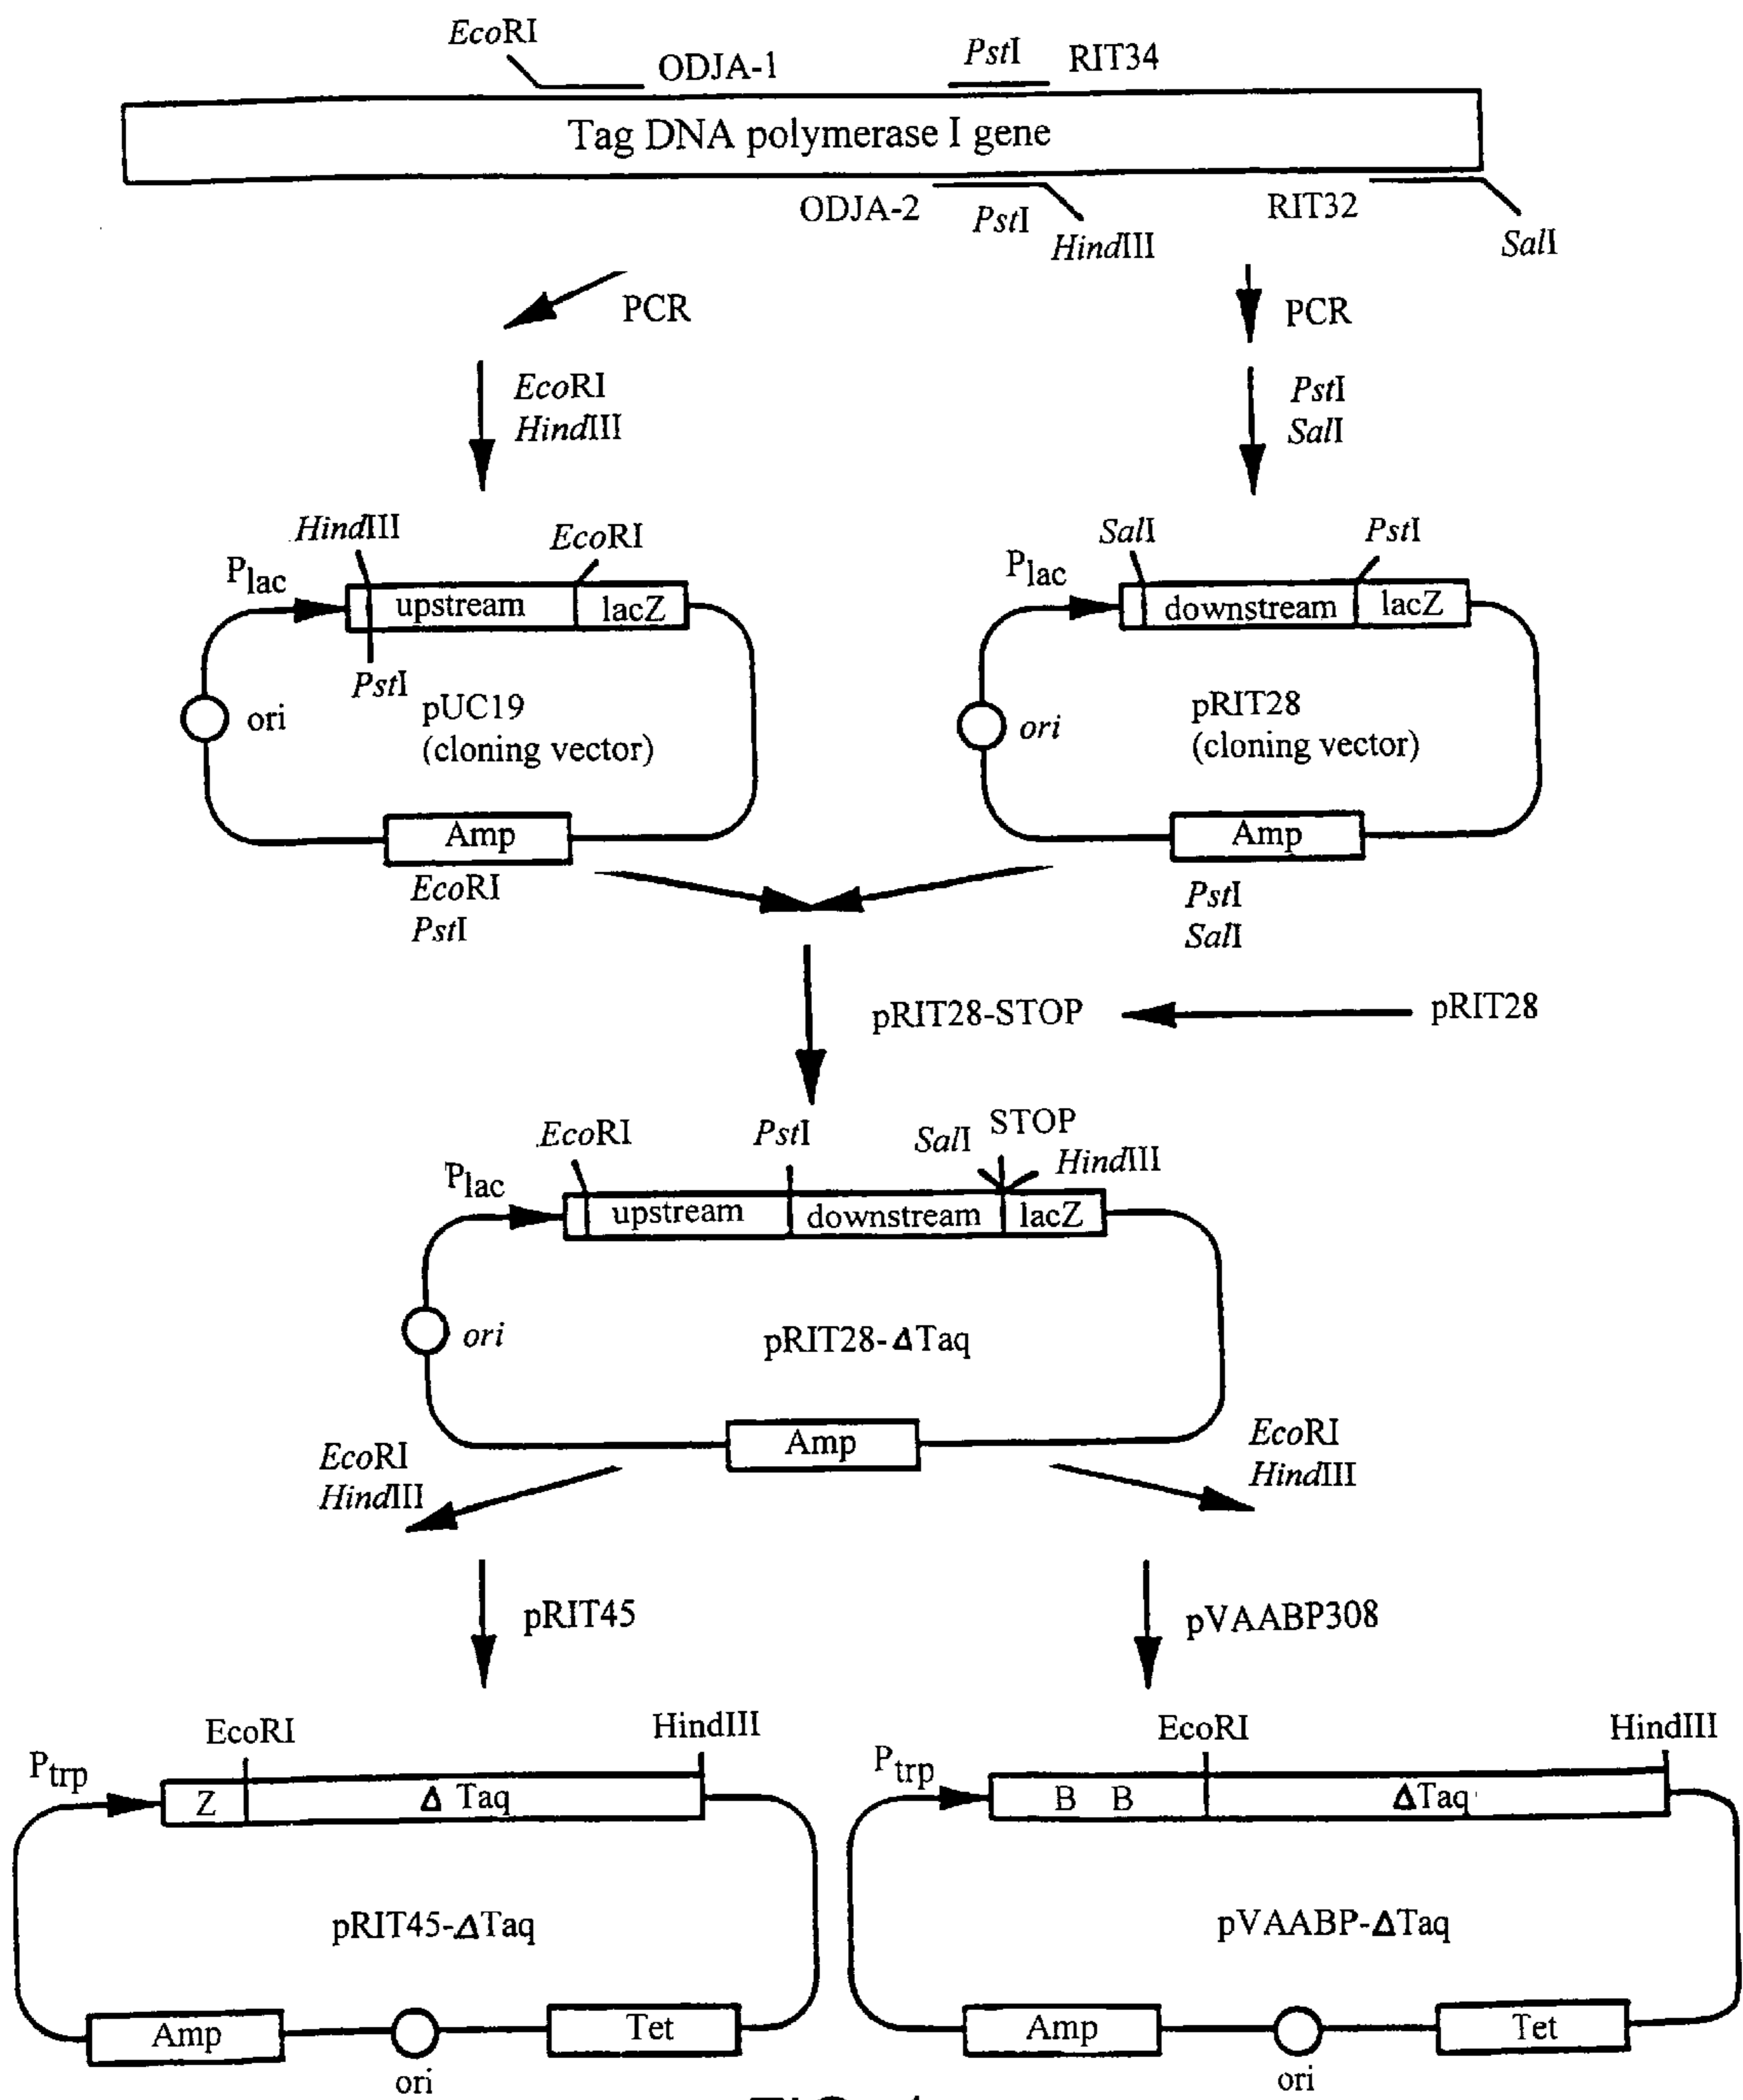 EcoRI
ODJA-1
PstI
RIT34
Tag DNA polymerase I gene
ODJA-2
PstI
HindIII
RIT32
SalI
PCR
PCR
EcoRI
HindIII
PstI
SalI
HindIII
EcoRI
Plac
upstream
lacZ
PstI
ori
pUC19
(cloning vector)
Amp
EcoRI
PstI
SalI
PstI
Plac
downstream
lacZ
ori
pRIT28
(cloning vector)
Amp
PstI
SalI
pRIT28-STOP
pRIT28
EcoRI
PstI
SalI
STOP
HindIII
Plac
upstream
downstream
lacZ
ori
pRIT28-ΔTaq
Amp
EcoRI
HindIII
EcoRI
HindIII
pRIT45
pVAABP308
EcoRI
HindIII
Ptrp
Z
Δ Taq
pRIT45-ΔTaq
Amp
ori
Tet
EcoRI
HindIII
Ptrp
B B
ΔTaq
pVAABP-ΔTaq
Amp
ori
Tet